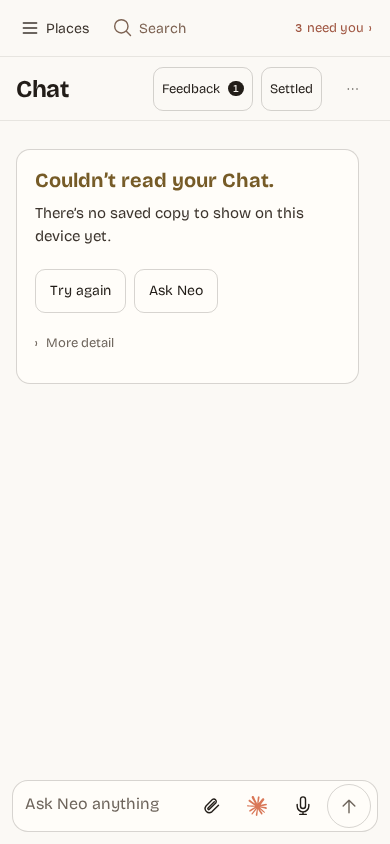 Places
Search
3 need you ›
Chat
Feedback 1
Settled
···
Couldn’t read your Chat.
There’s no saved copy to show on this
device yet.
Try again
Ask Neo
› More detail
Ask Neo anything